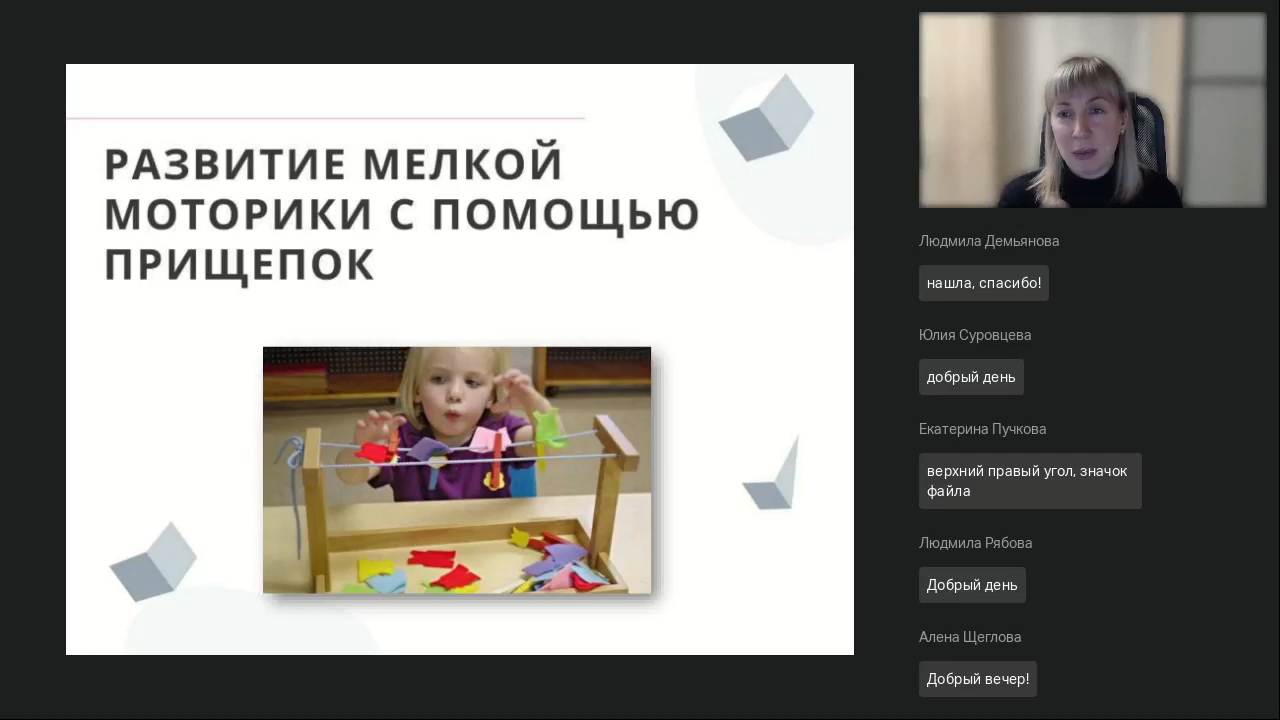 РАЗВИТИЕ МЕЛКОЙ
МОТОРИКИ С ПОМОЩЬЮ
ПРИЩЕПОК
Людмила Демьянова
нашла, спасибо!
Юлия Суровцева
добрый день
Екатерина Пучкова
верхний правый угол, значок
файла
Людмила Рябова
Добрый день
Алена Щеглова
Добрый вечер!